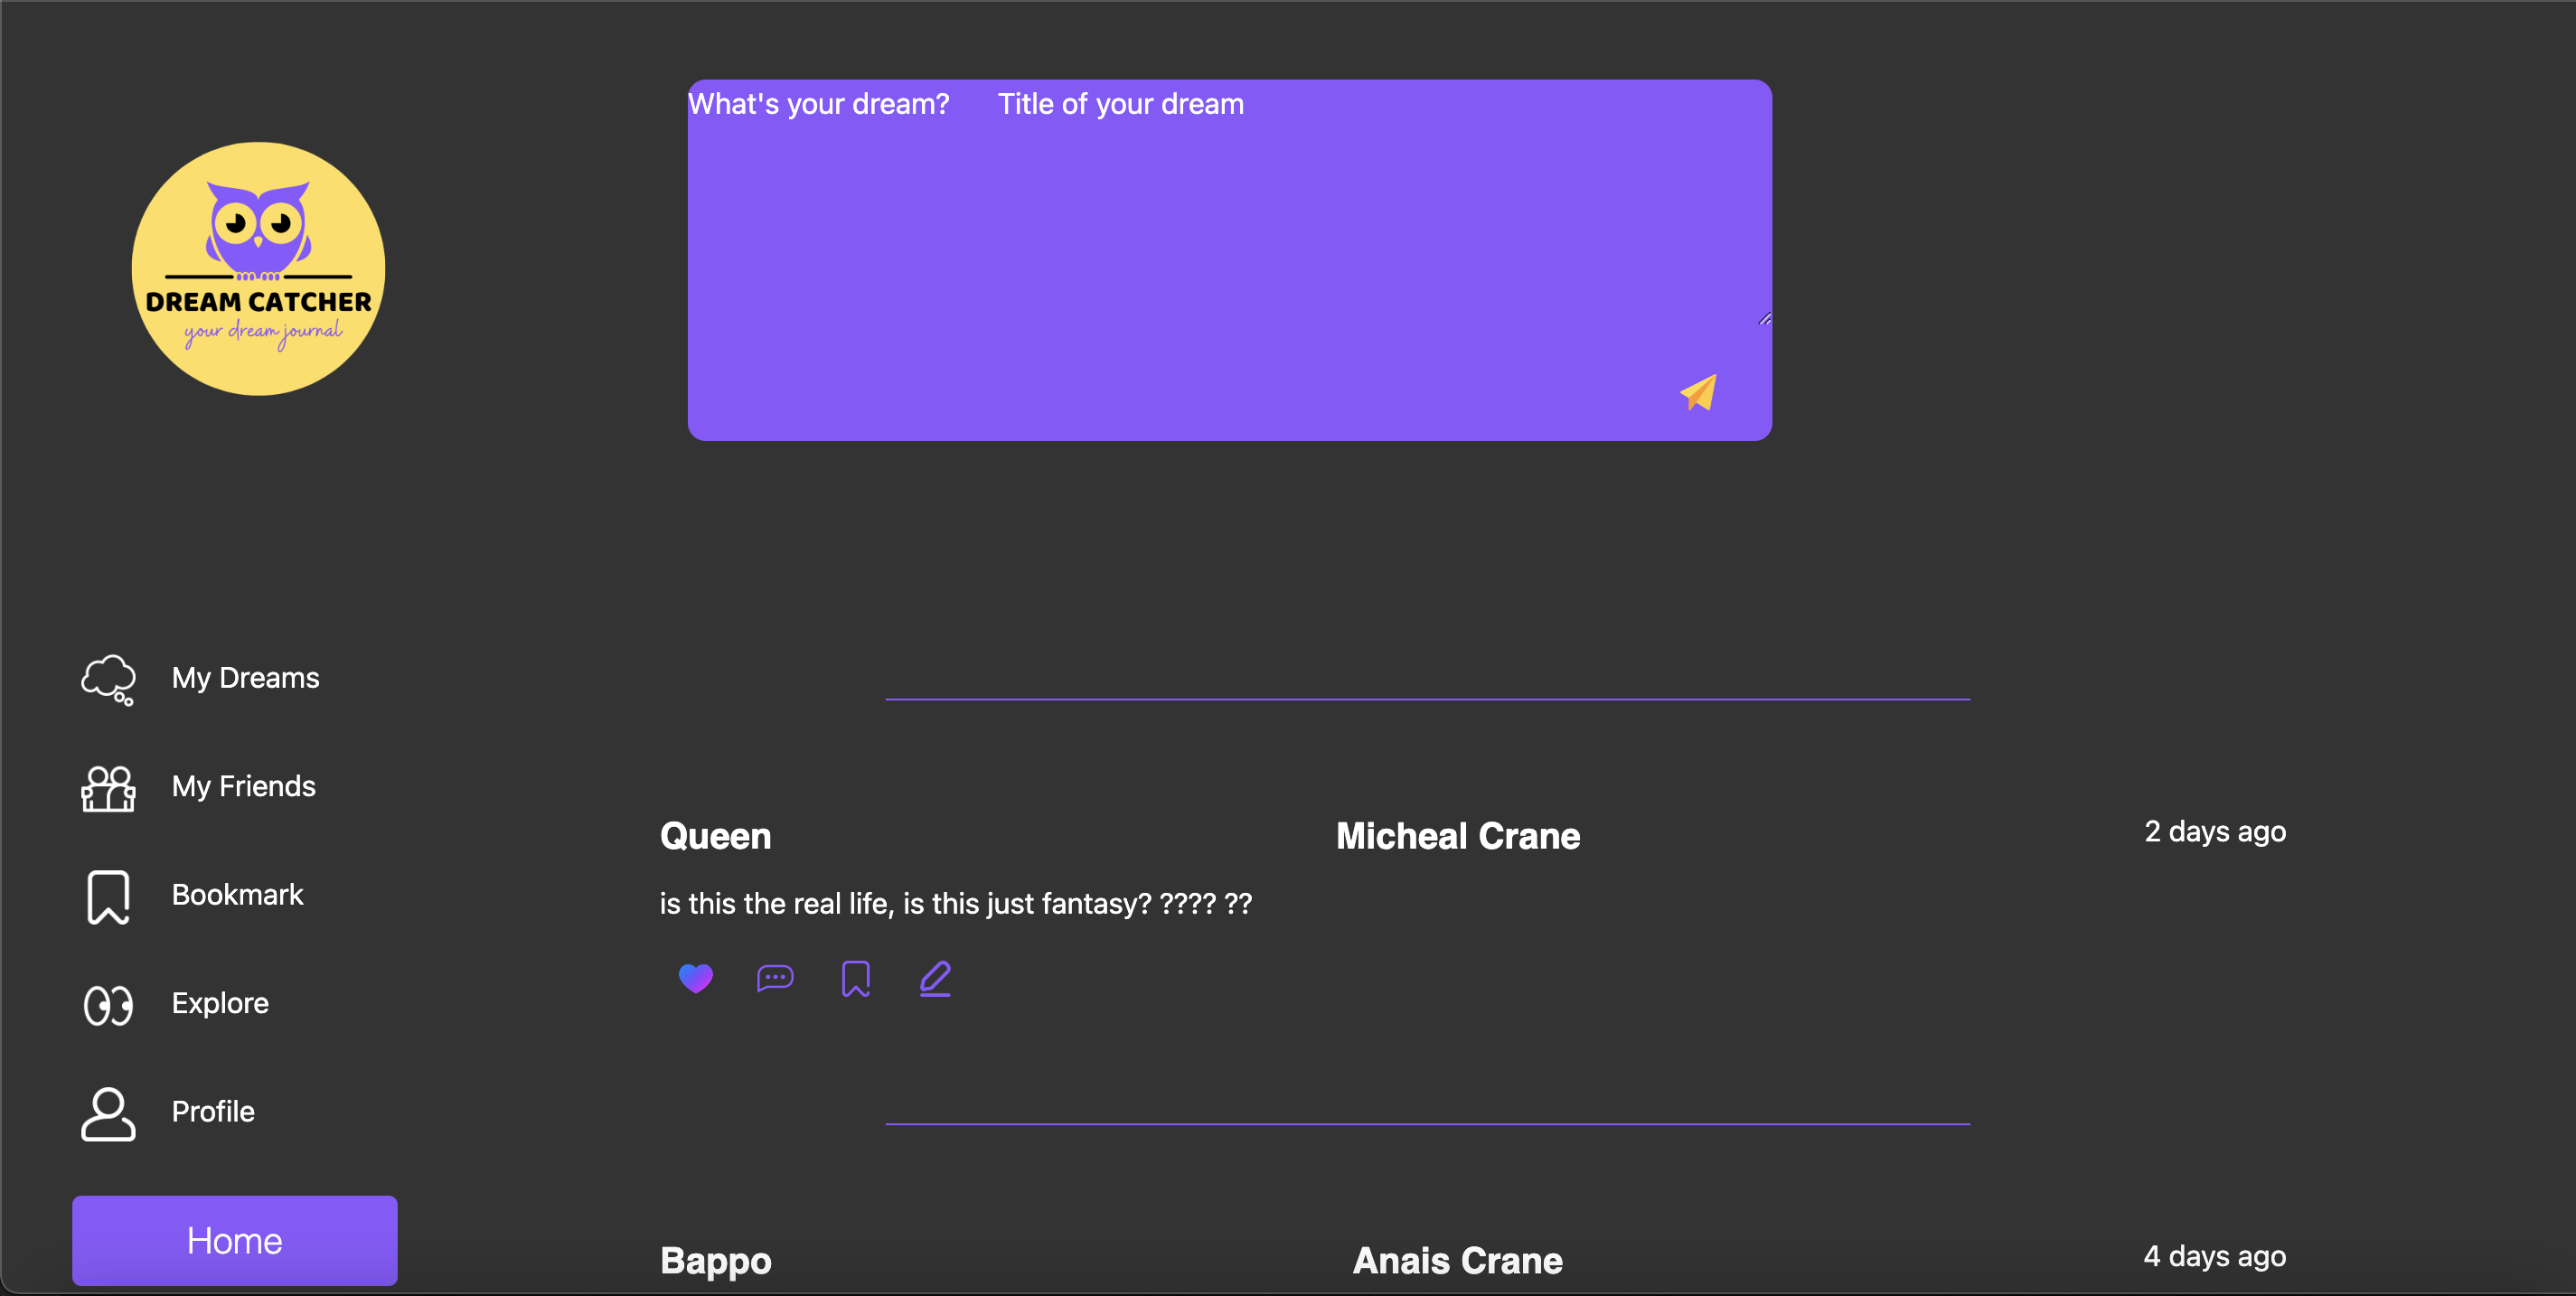 What's your dream? Title of your dream
DREAM CATCHER
your dream journal
My Dreams
My Friends
Bookmark
Explore
Profile
Home
Queen Micheal Crane 2 days ago
is this the real life, is this just fantasy? ???? ??
Bappo Anais Crane 4 days ago